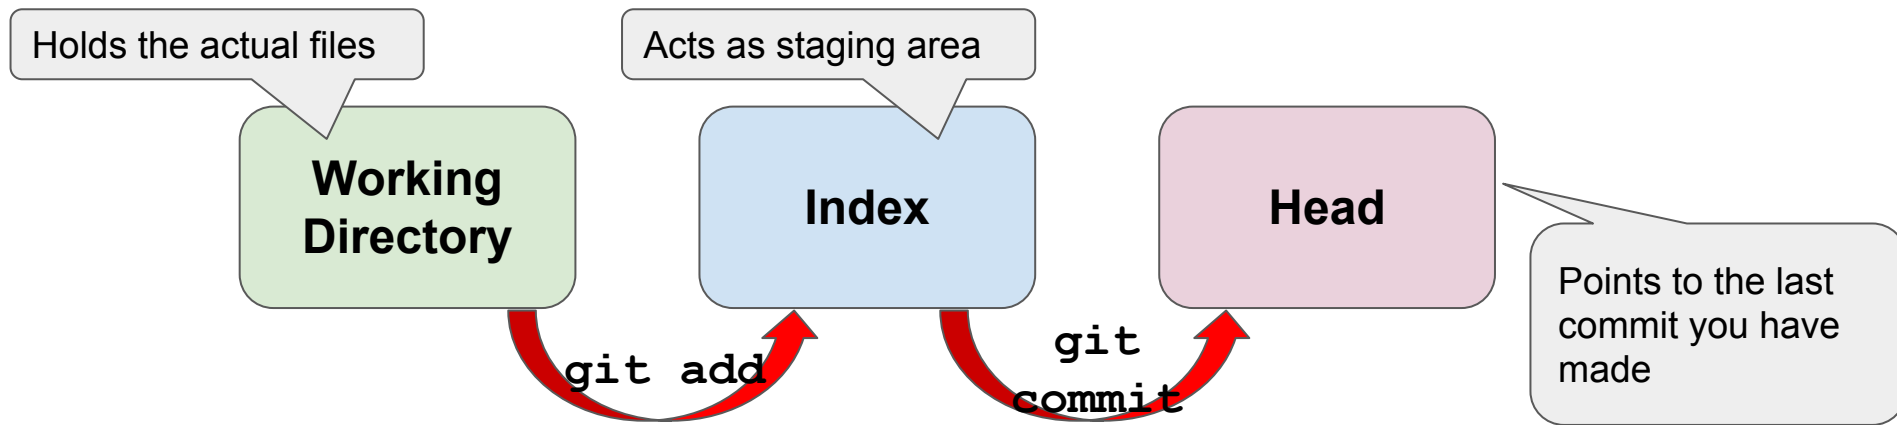 Holds the actual files
Acts as staging area
Working
Directory
Index
Head
Points to the last
commit you have
made
git add
git
commit